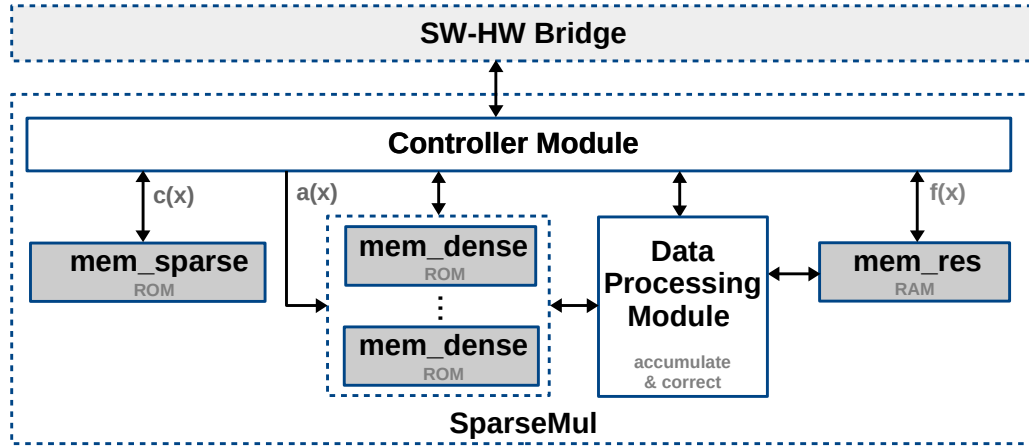 SW-HW Bridge
Controller Module
c(x)
a(x)
f(x)
mem_sparse
ROM
mem_dense
ROM
⋮
mem_dense
ROM
Data
Processing
Module
accumulate
& correct
mem_res
RAM
SparseMul